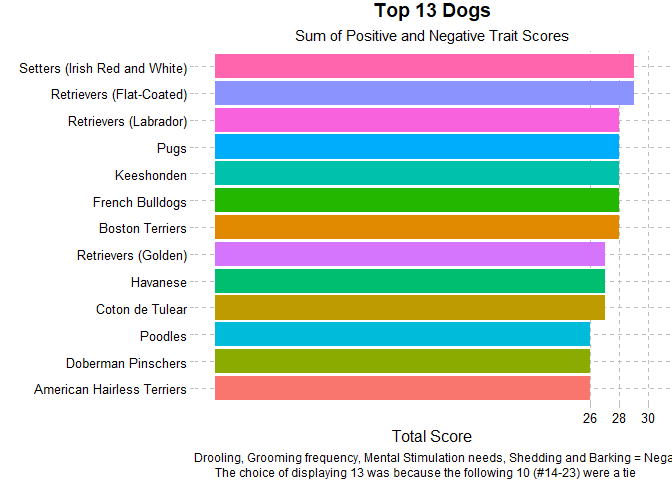 Top 13 Dogs
Sum of Positive and Negative Trait Scores
Setters (Irish Red and White)
Retrievers (Flat-Coated)
Retrievers (Labrador)
Pugs
Keeshonden
French Bulldogs
Boston Terriers
Retrievers (Golden)
Havanese
Coton de Tulear
Poodles
Doberman Pinschers
American Hairless Terriers
26 28 30
Total Score
Drooling, Grooming frequency, Mental Stimulation needs, Shedding and Barking = Nega
The choice of displaying 13 was because the following 10 (#14-23) were a tie